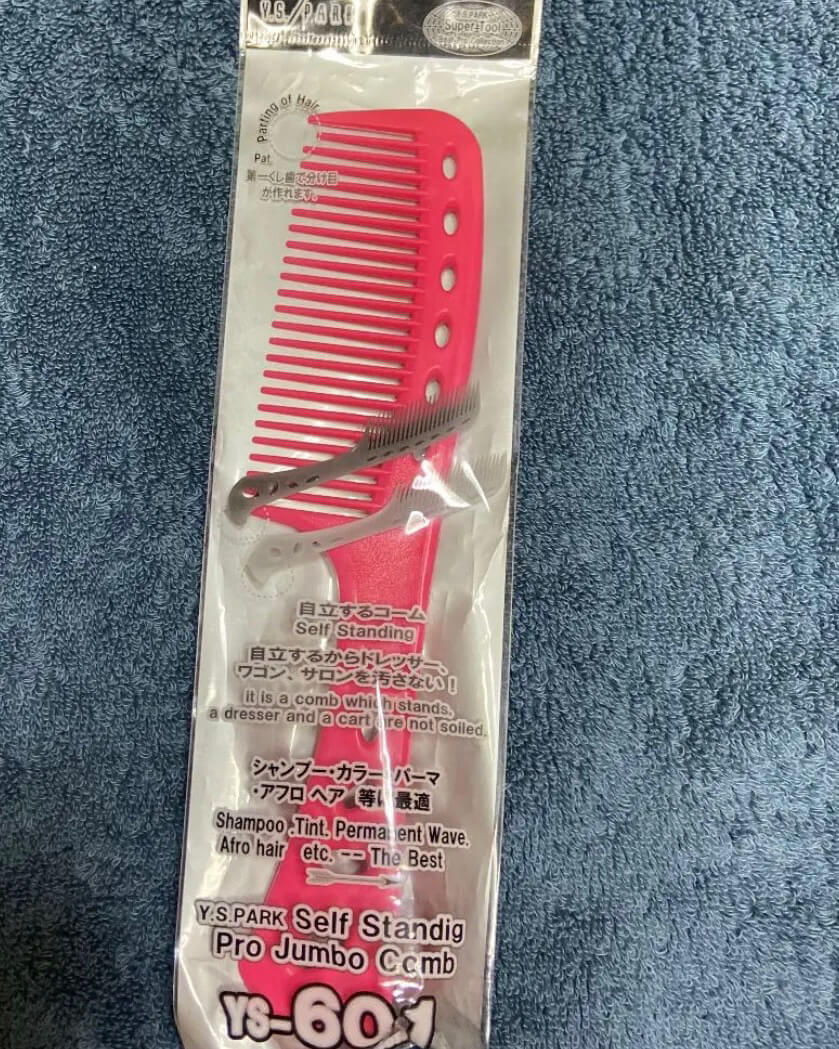 Y.S./PARK
Y.S.PARK
Super Tool
Parting of Hair
Pat.
第一くし歯で分け目
が作れます。
自立するコーム
Self Standing
自立するからドレッサー、
ワゴン、サロンを汚さない！
it is a comb which stands.
a dresser and a cart are not soiled.
シャンプー・カラー・パーマ
・アフロ ヘア 等に最適
Shampoo .Tint. Permanent Wave.
Afro hair etc. -- The Best
Y.S.PARK Self Standig
Pro Jumbo Comb
YS-601